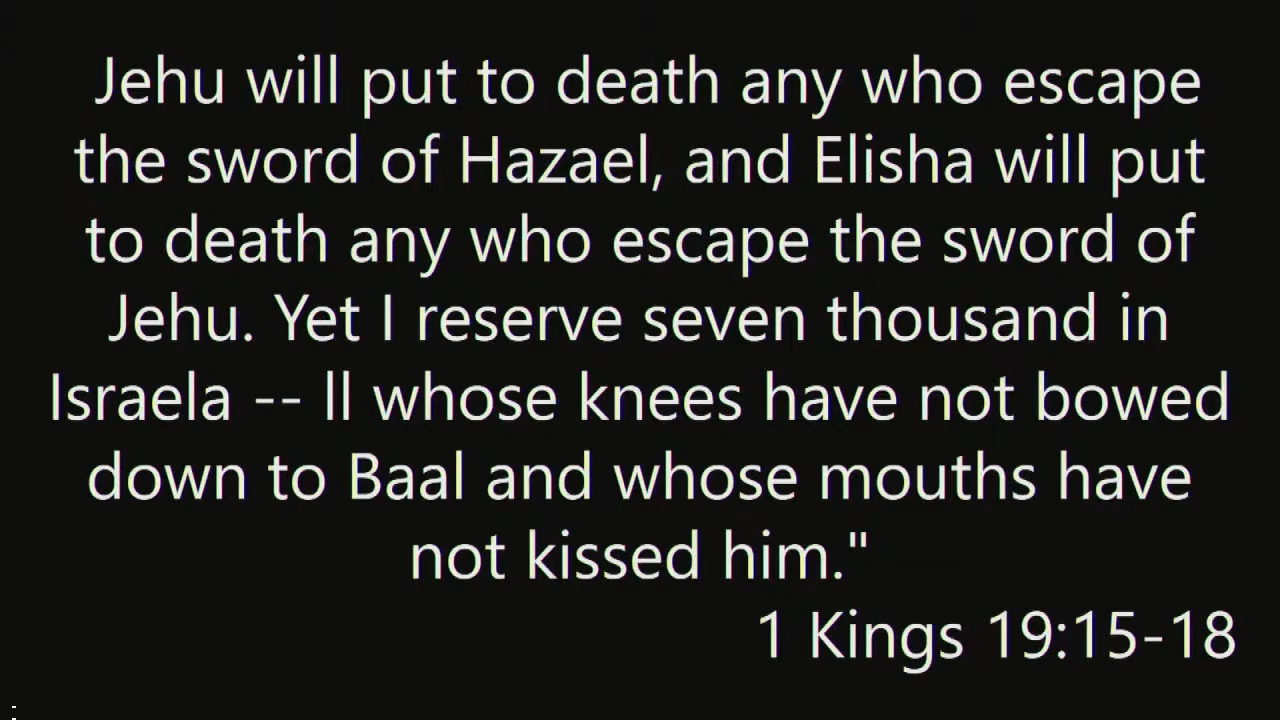 Jehu will put to death any who escape
the sword of Hazael, and Elisha will put
to death any who escape the sword of
Jehu. Yet I reserve seven thousand in
Israela -- ll whose knees have not bowed
down to Baal and whose mouths have
not kissed him."
1 Kings 19:15-18